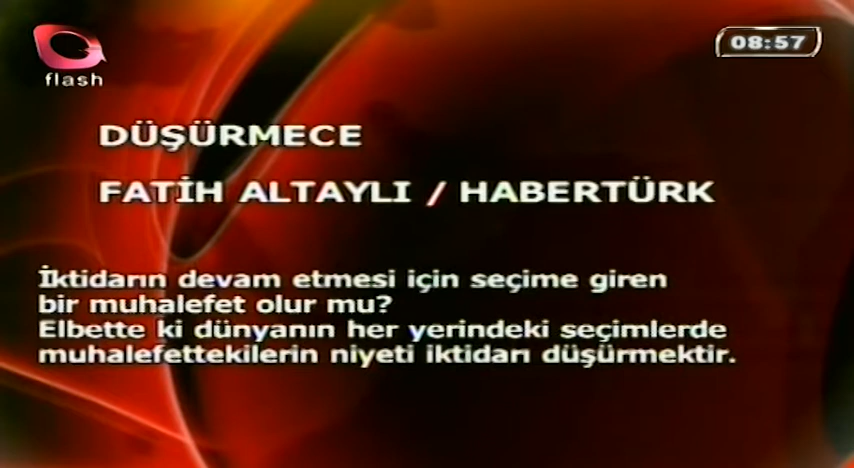 flash
08:57
DÜŞÜRMECE
FATİH ALTAYLI / HABERTÜRK
İktidarın devam etmesi için seçime giren
bir muhalefet olur mu?
Elbette ki dünyanın her yerindeki seçimlerde
muhalefettekilerin niyeti iktidarı düşürmektir.